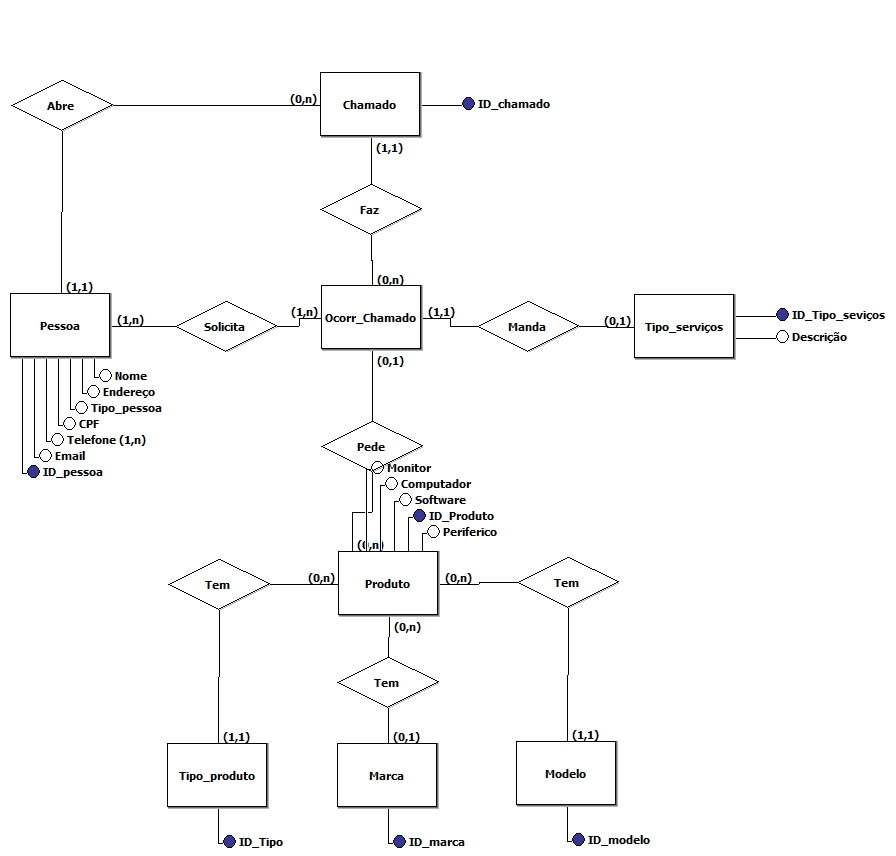 Abre
(0,n)
Chamado
ID_chamado
(1,1)
Faz
(0,n)
(1,1)
Pessoa
(1,n)
Solicita
(1,n)
Ocorr_Chamado
(1,1)
Manda
(0,1)
Tipo_serviços
ID_Tipo_seviços
Descrição
(0,1)
Nome
Endereço
Tipo_pessoa
CPF
Telefone (1,n)
Email
ID_pessoa
Pede
Monitor
Computador
Software
ID_Produto
Periferico
(0,n)
Tem
(0,n)
Produto
(0,n)
Tem
(0,n)
Tem
(1,1)
(0,1)
(1,1)
Tipo_produto
Marca
Modelo
ID_Tipo
ID_marca
ID_modelo